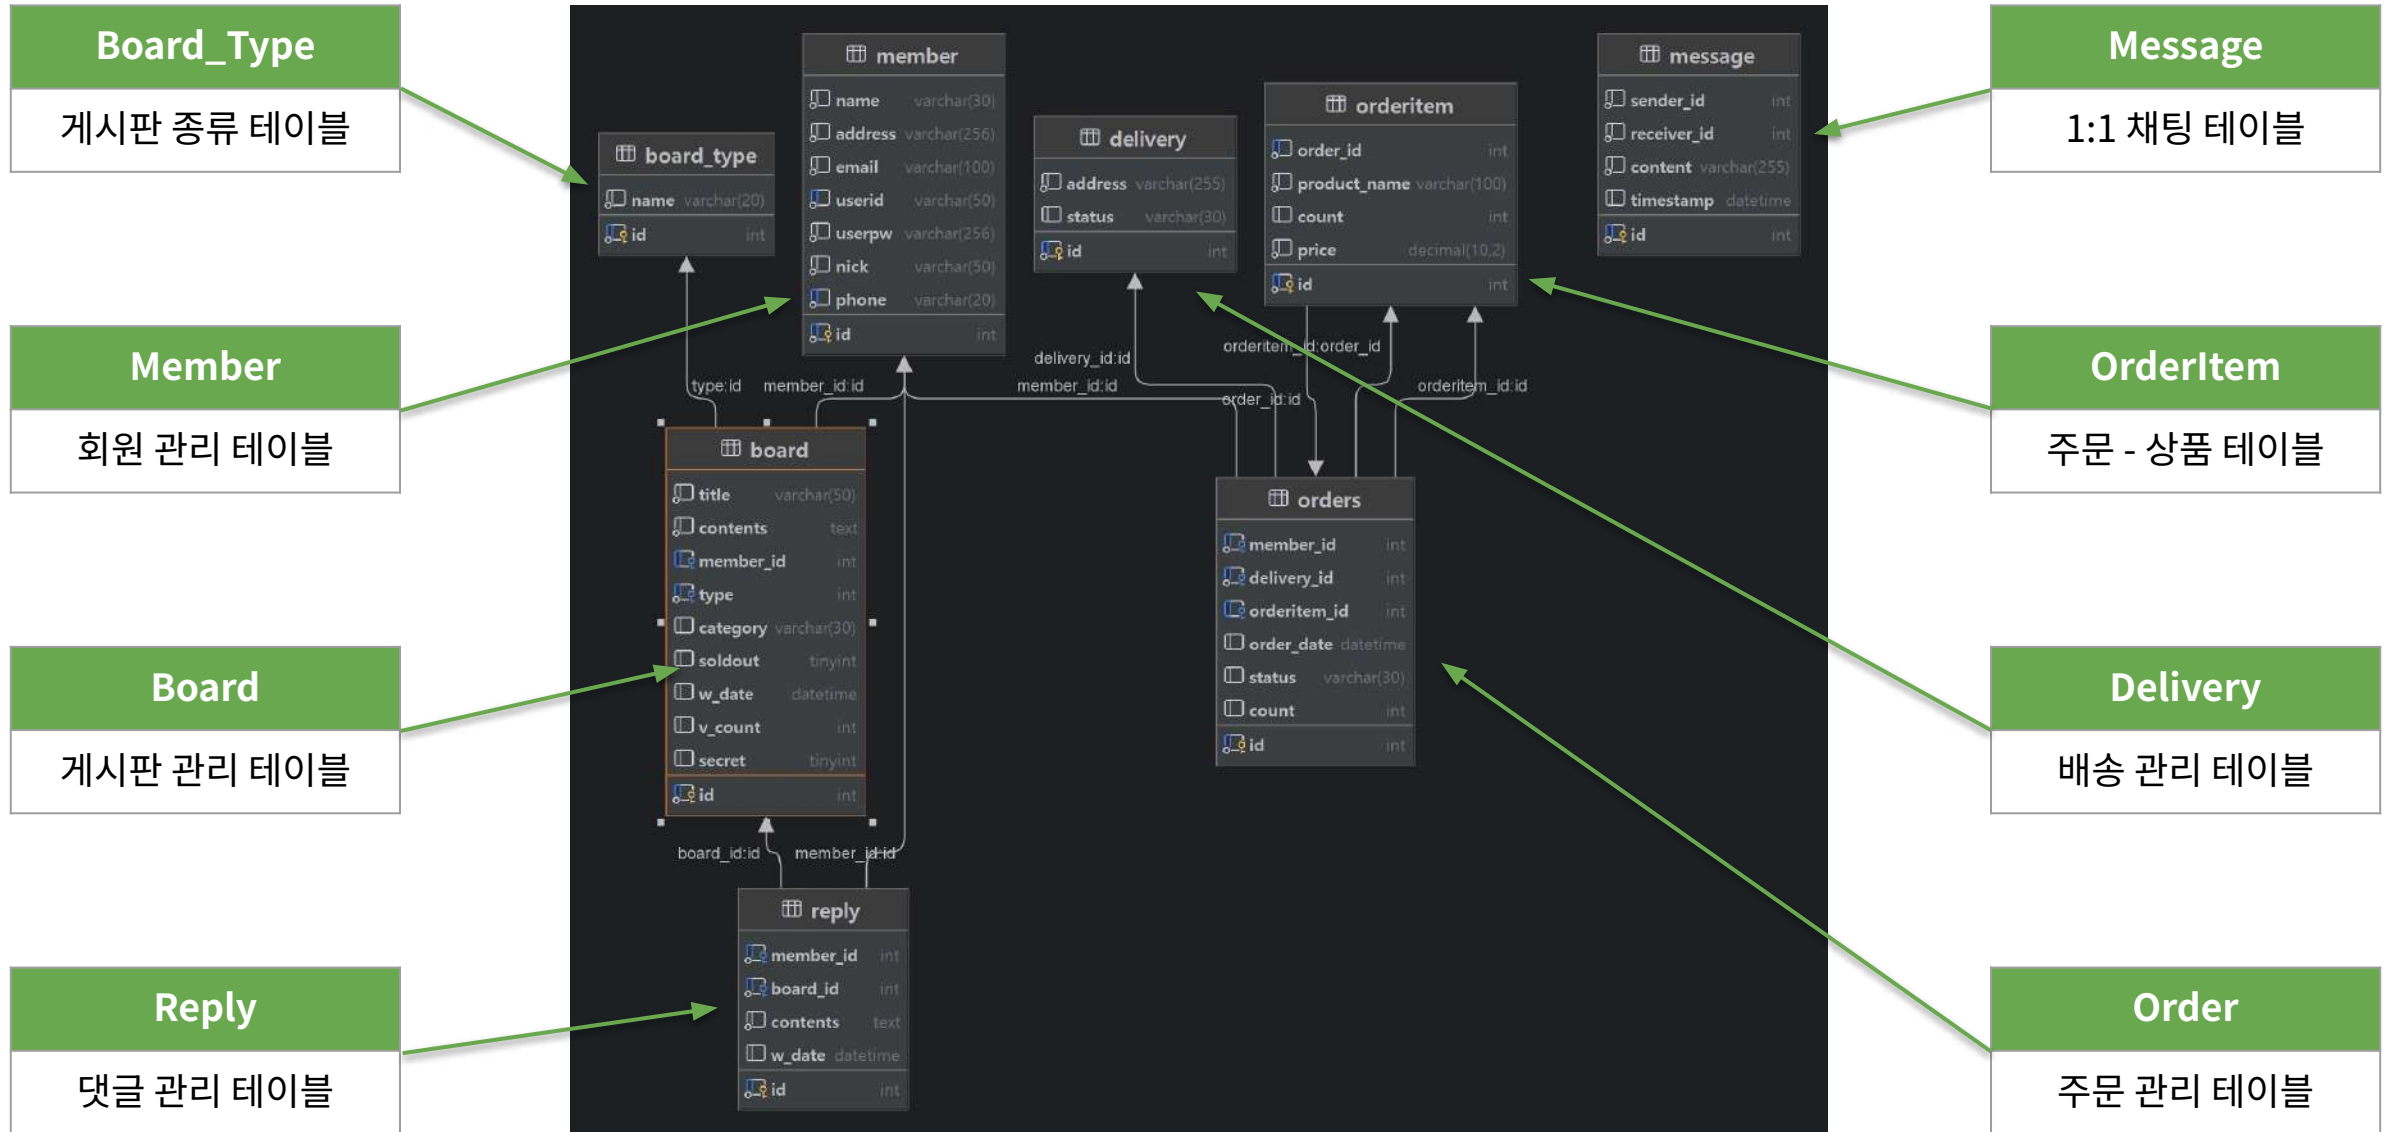 Board_Type
게시판 종류 테이블
Member
회원 관리 테이블
Board
게시판 관리 테이블
Reply
댓글 관리 테이블
board_type
name varchar(20)
id int
member
name varchar(30)
address varchar(256)
email varchar(100)
userid varchar(50)
userpw varchar(256)
nick varchar(50)
phone varchar(20)
id int
delivery
address varchar(255)
status varchar(30)
id int
orderitem
order_id int
product_name varchar(100)
count int
price decimal(10,2)
id int
message
sender_id int
receiver_id int
content varchar(255)
timestamp datetime
id int
type:id
member_id:id
member_id:id
delivery_id:id
orderitem_id:order_id
order_id:id
orderitem_id:id
board
title varchar(50)
contents text
member_id int
type int
category varchar(30)
soldout tinyint
w_date datetime
v_count int
secret tinyint
id int
orders
member_id int
delivery_id int
orderitem_id int
order_date datetime
status varchar(30)
count int
id int
board_id:id
member_id:id
reply
member_id int
board_id int
contents text
w_date datetime
id int
Message
1:1 채팅 테이블
OrderItem
주문 - 상품 테이블
Delivery
배송 관리 테이블
Order
주문 관리 테이블